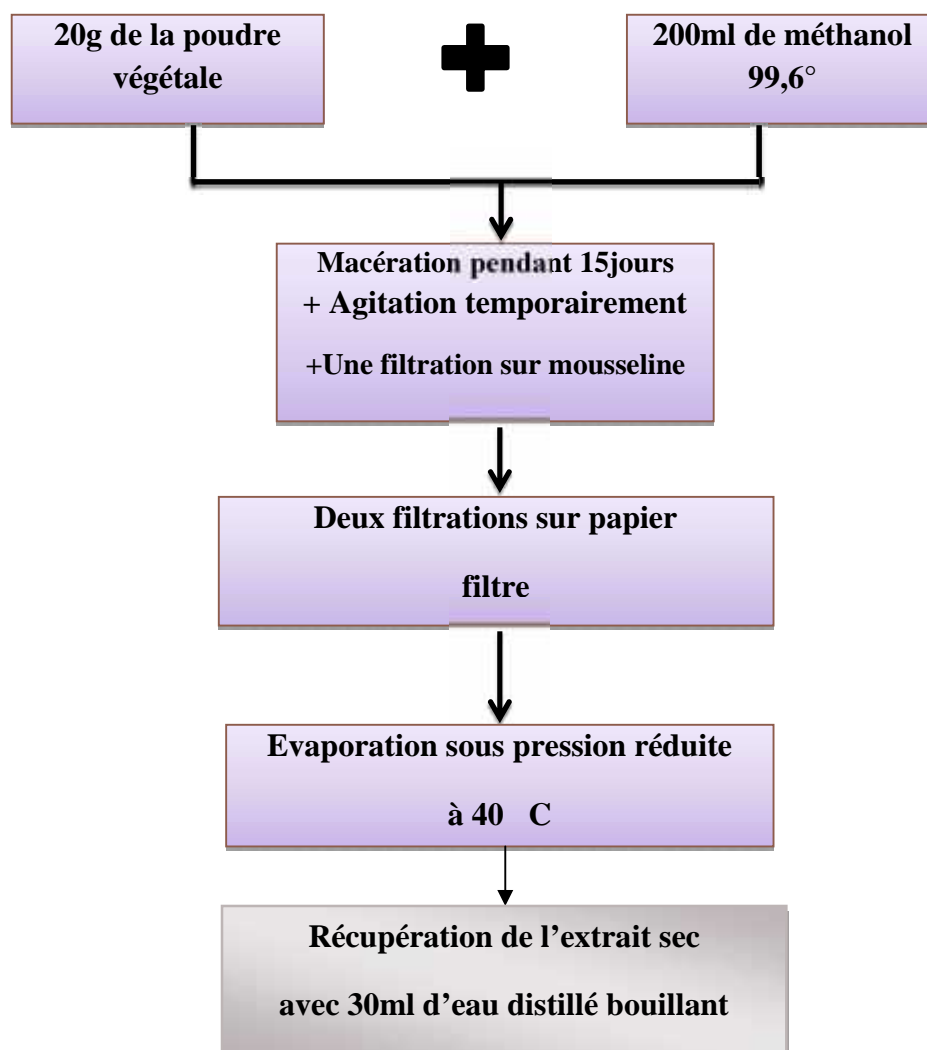 20g de la poudre
végétale
200ml de méthanol
99,6°
Macération pendant 15jours
+ Agitation temporairement
+Une filtration sur mousseline
Deux filtrations sur papier
filtre
Evaporation sous pression réduite
à 40 C
Récupération de l’extrait sec
avec 30ml d’eau distillé bouillant